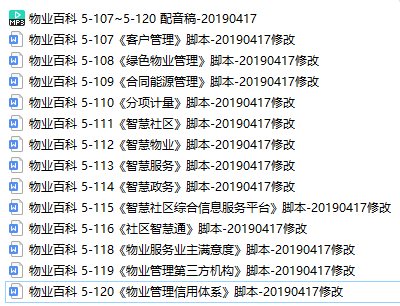 MP3 物业百科 5-107~5-120 配音稿-20190417
W 物业百科 5-107《客户管理》脚本-20190417修改
W 物业百科 5-108《绿色物业管理》脚本-20190417修改
W 物业百科 5-109《合同能源管理》脚本-20190417修改
W 物业百科 5-110《分项计量》脚本-20190417修改
W 物业百科 5-111《智慧社区》脚本-20190417修改
W 物业百科 5-112《智慧物业》脚本-20190417修改
W 物业百科 5-113《智慧服务》脚本-20190417修改
W 物业百科 5-114《智慧政务》脚本-20190417修改
W 物业百科 5-115《智慧社区综合信息服务平台》脚本-20190417修改
W 物业百科 5-116《社区智慧通》脚本-20190417修改
W 物业百科 5-118《物业服务业主满意度》脚本-20190417修改
W 物业百科 5-119《物业管理第三方机构》脚本-20190417修改
W 物业百科 5-120《物业管理信用体系》脚本-20190417修改